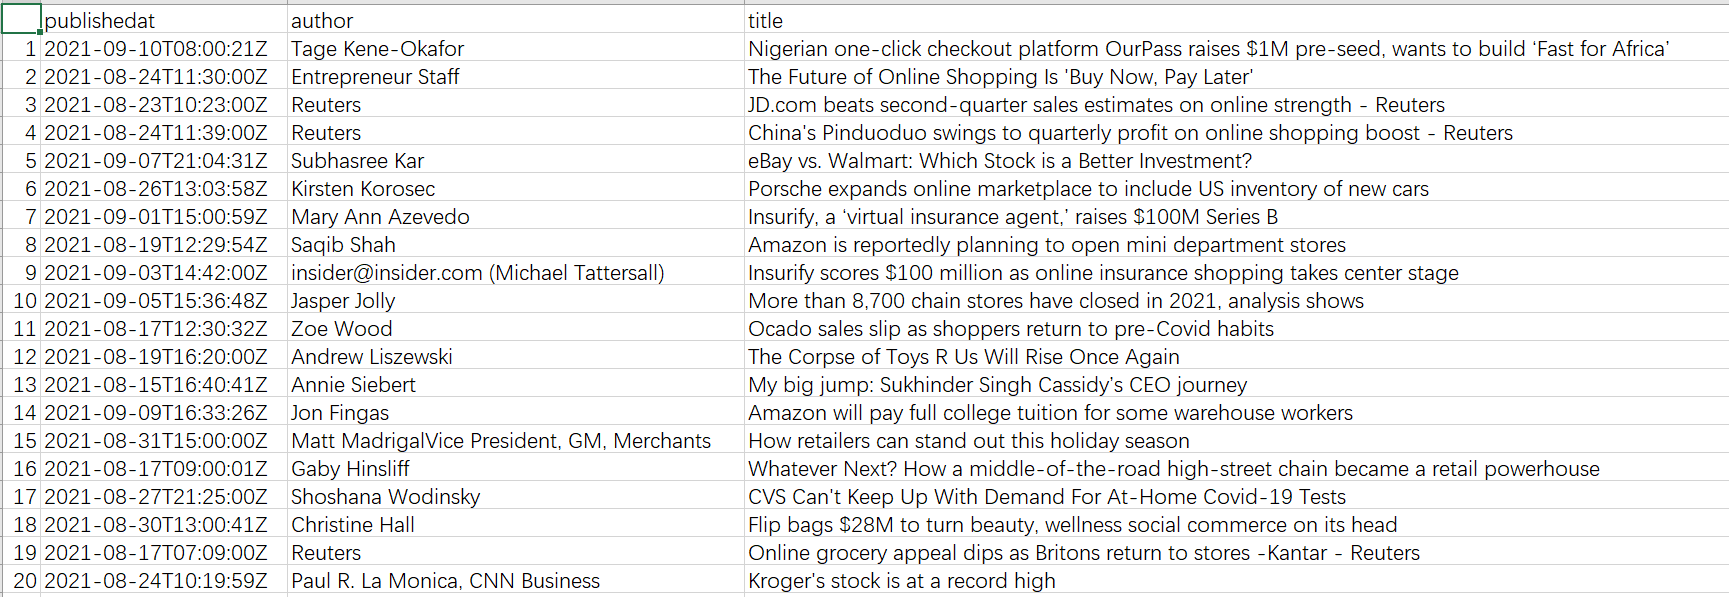 publishedat author title
1 2021-09-10T08:00:21Z Tage Kene-Okafor Nigerian one-click checkout platform OurPass raises $1M pre-seed, wants to build ‘Fast for Africa’
2 2021-08-24T11:30:00Z Entrepreneur Staff The Future of Online Shopping Is 'Buy Now, Pay Later'
3 2021-08-23T10:23:00Z Reuters JD.com beats second-quarter sales estimates on online strength - Reuters
4 2021-08-24T11:39:00Z Reuters China's Pinduoduo swings to quarterly profit on online shopping boost - Reuters
5 2021-09-07T21:04:31Z Subhasree Kar eBay vs. Walmart: Which Stock is a Better Investment?
6 2021-08-26T13:03:58Z Kirsten Korosec Porsche expands online marketplace to include US inventory of new cars
7 2021-09-01T15:00:59Z Mary Ann Azevedo Insurify, a ‘virtual insurance agent,’ raises $100M Series B
8 2021-08-19T12:29:54Z Saqib Shah Amazon is reportedly planning to open mini department stores
9 2021-09-03T14:42:00Z insider@insider.com (Michael Tattersall) Insurify scores $100 million as online insurance shopping takes center stage
10 2021-09-05T15:36:48Z Jasper Jolly More than 8,700 chain stores have closed in 2021, analysis shows
11 2021-08-17T12:30:32Z Zoe Wood Ocado sales slip as shoppers return to pre-Covid habits
12 2021-08-19T16:20:00Z Andrew Liszewski The Corpse of Toys R Us Will Rise Once Again
13 2021-08-15T16:40:41Z Annie Siebert My big jump: Sukhinder Singh Cassidy’s CEO journey
14 2021-09-09T16:33:26Z Jon Fingas Amazon will pay full college tuition for some warehouse workers
15 2021-08-31T15:00:00Z Matt MadrigalVice President, GM, Merchants How retailers can stand out this holiday season
16 2021-08-17T09:00:01Z Gaby Hinsliff Whatever Next? How a middle-of-the-road high-street chain became a retail powerhouse
17 2021-08-27T21:25:00Z Shoshana Wodinsky CVS Can't Keep Up With Demand For At-Home Covid-19 Tests
18 2021-08-30T13:00:41Z Christine Hall Flip bags $28M to turn beauty, wellness social commerce on its head
19 2021-08-17T07:09:00Z Reuters Online grocery appeal dips as Britons return to stores -Kantar - Reuters
20 2021-08-24T10:19:59Z Paul R. La Monica, CNN Business Kroger's stock is at a record high